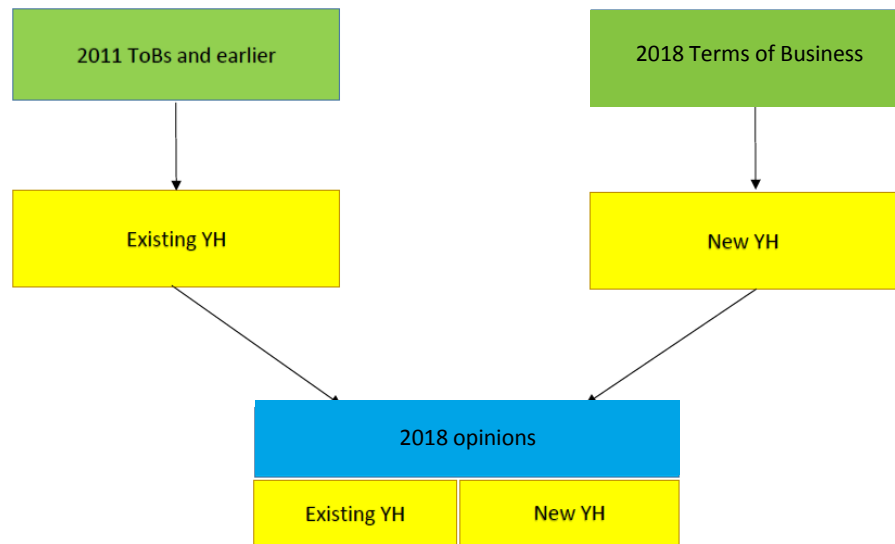 2011 ToBs and earlier
2018 Terms of Business
Existing YH
New YH
2018 opinions
Existing YH
New YH